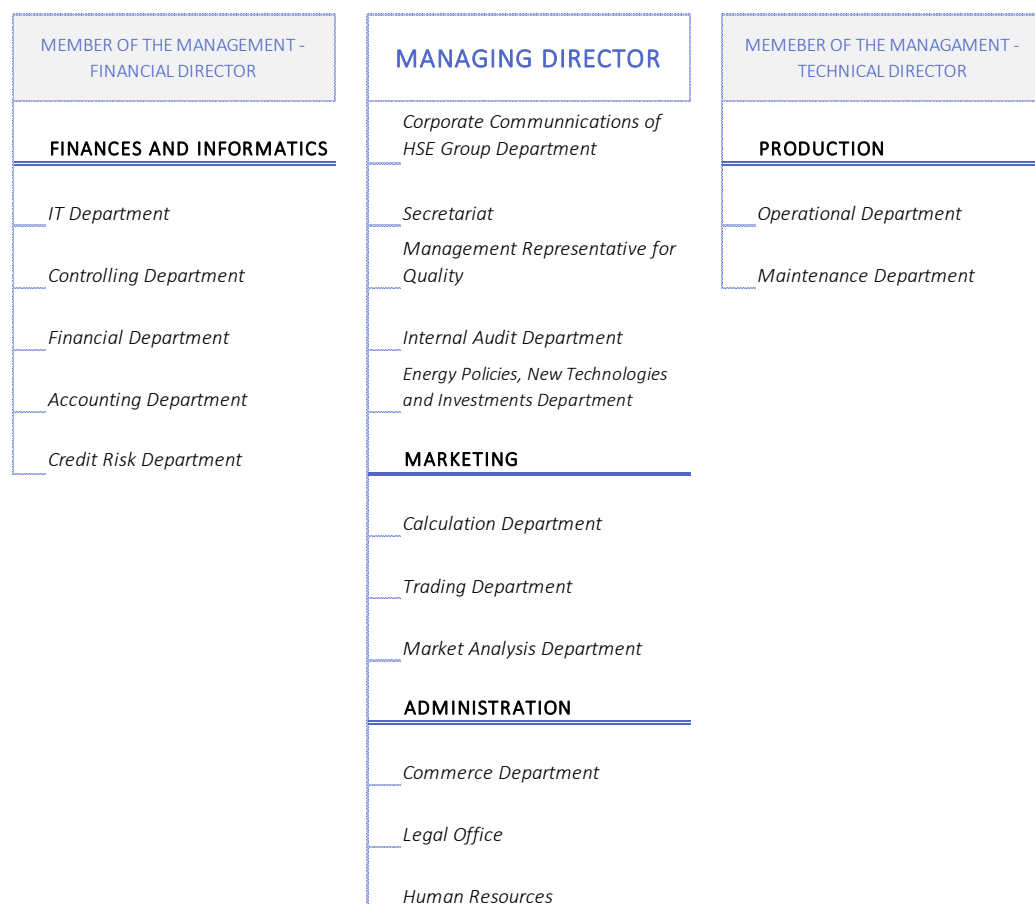 MEMBER OF THE MANAGEMENT -
FINANCIAL DIRECTOR
FINANCES AND INFORMATICS
IT Department
Controlling Department
Financial Department
Accounting Department
Credit Risk Department
MANAGING DIRECTOR
Corporate Communnications of
HSE Group Department
Secretariat
Management Representative for
Quality
Internal Audit Department
Energy Policies, New Technologies
and Investments Department
MARKETING
Calculation Department
Trading Department
Market Analysis Department
ADMINISTRATION
Commerce Department
Legal Office
Human Resources
MEMEBER OF THE MANAGAMENT -
TECHNICAL DIRECTOR
PRODUCTION
Operational Department
Maintenance Department